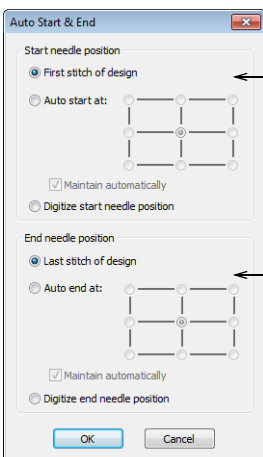 Auto Start & End
Start needle position
First stitch of design
Auto start at:
Maintain automatically
Digitize start needle position
End needle position
Last stitch of design
Auto end at:
Maintain automatically
Digitize end needle position
OK Cancel